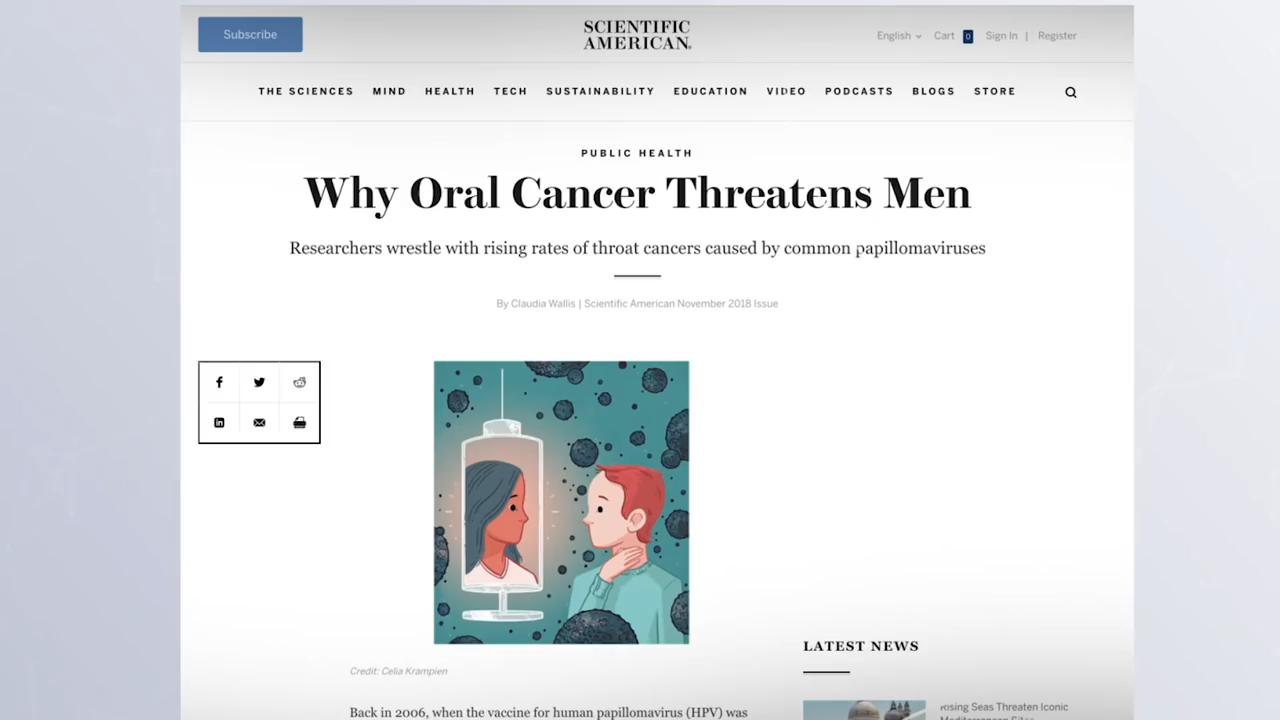 Subscribe
SCIENTIFIC
AMERICAN®
English
Cart 0
Sign In | Register
THE SCIENCES MIND HEALTH TECH SUSTAINABILITY EDUCATION VIDEO PODCASTS BLOGS STORE
PUBLIC HEALTH
Why Oral Cancer Threatens Men
Researchers wrestle with rising rates of throat cancers caused by common papillomaviruses
By Claudia Wallis | Scientific American November 2018 Issue
Credit: Celia Krampien
Back in 2006, when the vaccine for human papillomavirus (HPV) was
LATEST NEWS
Rising Seas Threaten Iconic
Mediterranean Sites